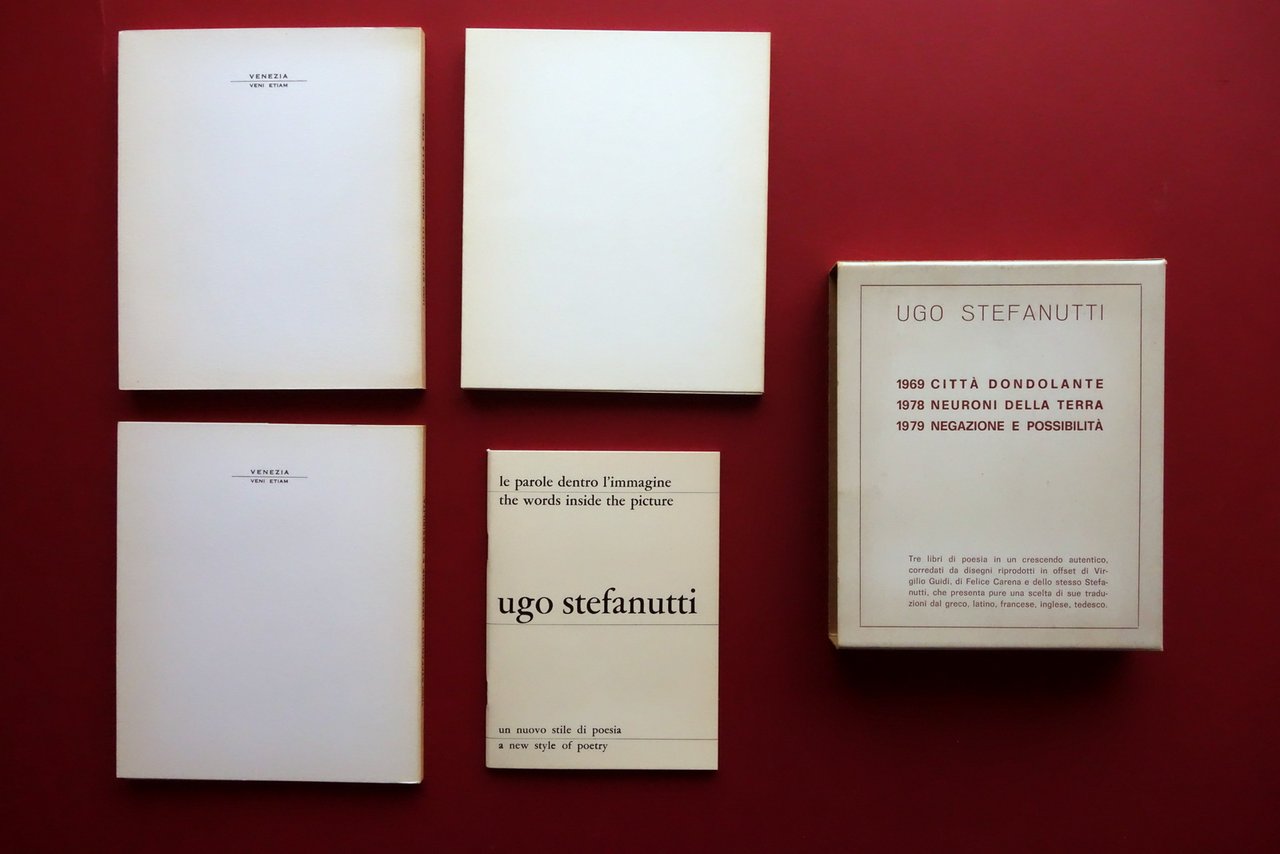 VENEZIA
VENI ETIAM
VENEZIA
VENI ETIAM
le parole dentro l'immagine
the words inside the picture
ugo stefanutti
un nuovo stile di poesia
a new style of poetry
UGO STEFANUTTI
1969 CITTÀ DONDOLANTE
1978 NEURONI DELLA TERRA
1979 NEGAZIONE E POSSIBILITÀ
Tre libri di poesia in un crescendo autentico,
corredati da disegni riprodotti in offset di Vir-
gilio Guidi, di Felice Carena e dello stesso Stefa-
nutti, che presenta pure una scelta di sue tradu-
zioni dal greco, latino, francese, inglese, tedesco.